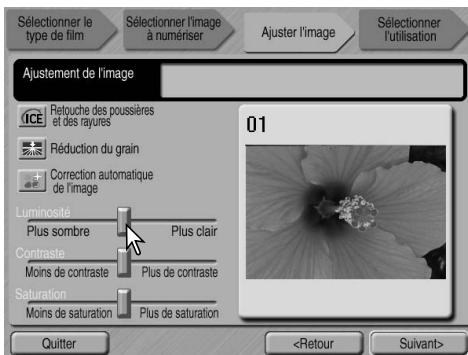 Sélectionner le
type de film
Sélectionner l'image
à numériser
Ajuster l'image
Sélectionner
l'utilisation
Ajustement de l'image
ICE
Retouche des poussières
et des rayures
Réduction du grain
Correction automatique
de l'image
01
Luminosité
Plus sombre
Plus clair
Contraste
Moins de contraste
Plus de contraste
Saturation
Moins de saturation
Plus de saturation
Quitter
<Retour
Suivant>